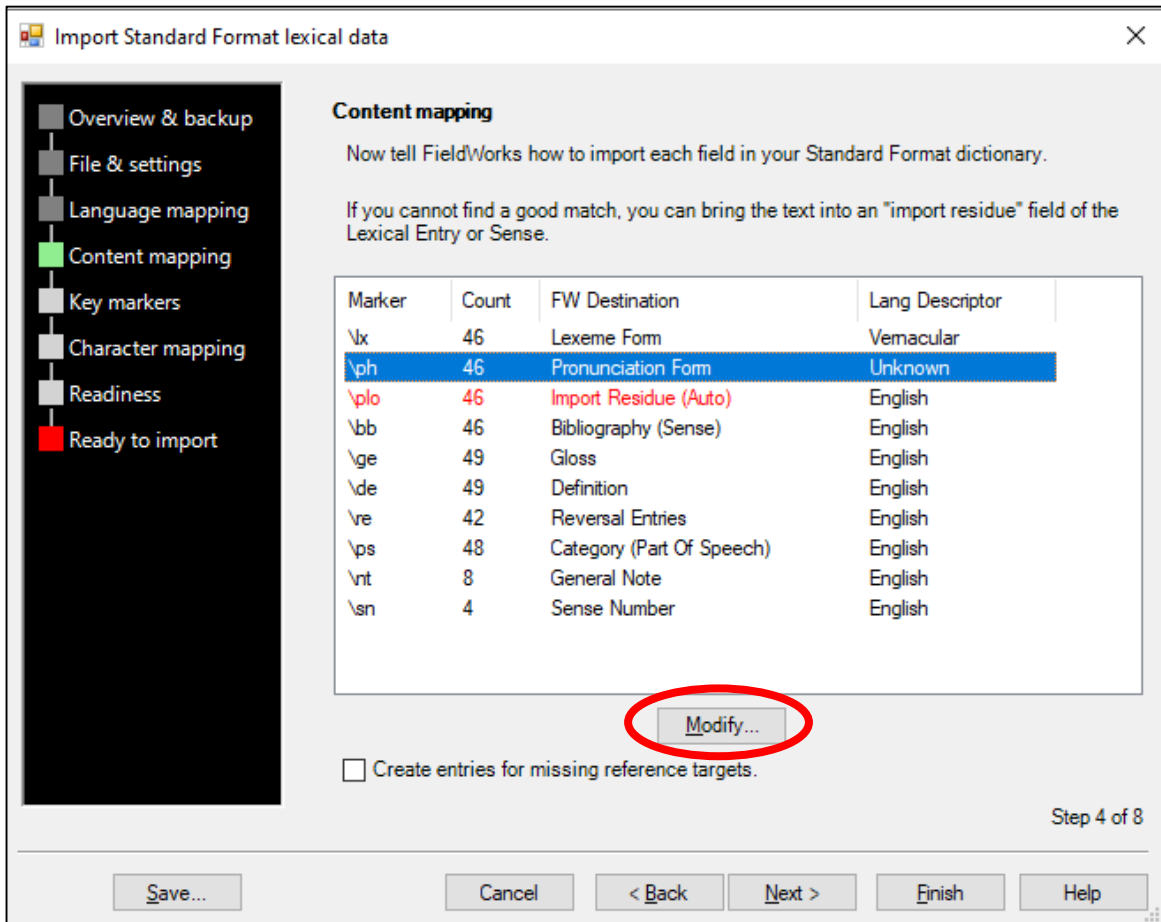 Import Standard Format lexical data
Overview & backup
File & settings
Language mapping
Content mapping
Key markers
Character mapping
Readiness
Ready to import
Content mapping
Now tell FieldWorks how to import each field in your Standard Format dictionary.
If you cannot find a good match, you can bring the text into an "import residue" field of the
Lexical Entry or Sense.
Marker Count FW Destination Lang Descriptor
\lx 46 Lexeme Form Vernacular
\ph 46 Pronunciation Form Unknown
\plo 46 Import Residue (Auto) English
\bb 46 Bibliography (Sense) English
\ge 49 Gloss English
\de 49 Definition English
\re 42 Reversal Entries English
\ps 48 Category (Part Of Speech) English
\nt 8 General Note English
\sn 4 Sense Number English
Modify...
Create entries for missing reference targets.
Step 4 of 8
Save... Cancel < Back Next > Finish Help